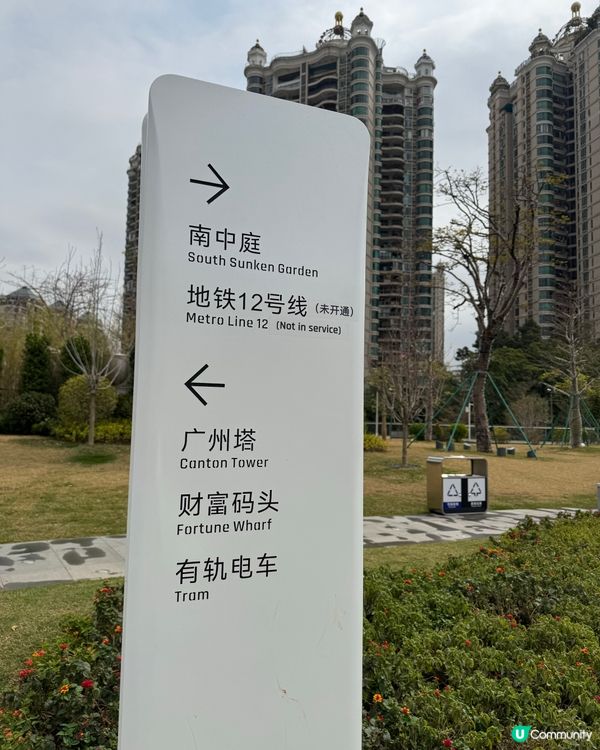 →
南中庭
South Sunken Garden
地铁12号线（未开通）
Metro Line 12 (Not in service)
←
广州塔
Canton Tower
财富码头
Fortune Wharf
有轨电车
Tram
U Community